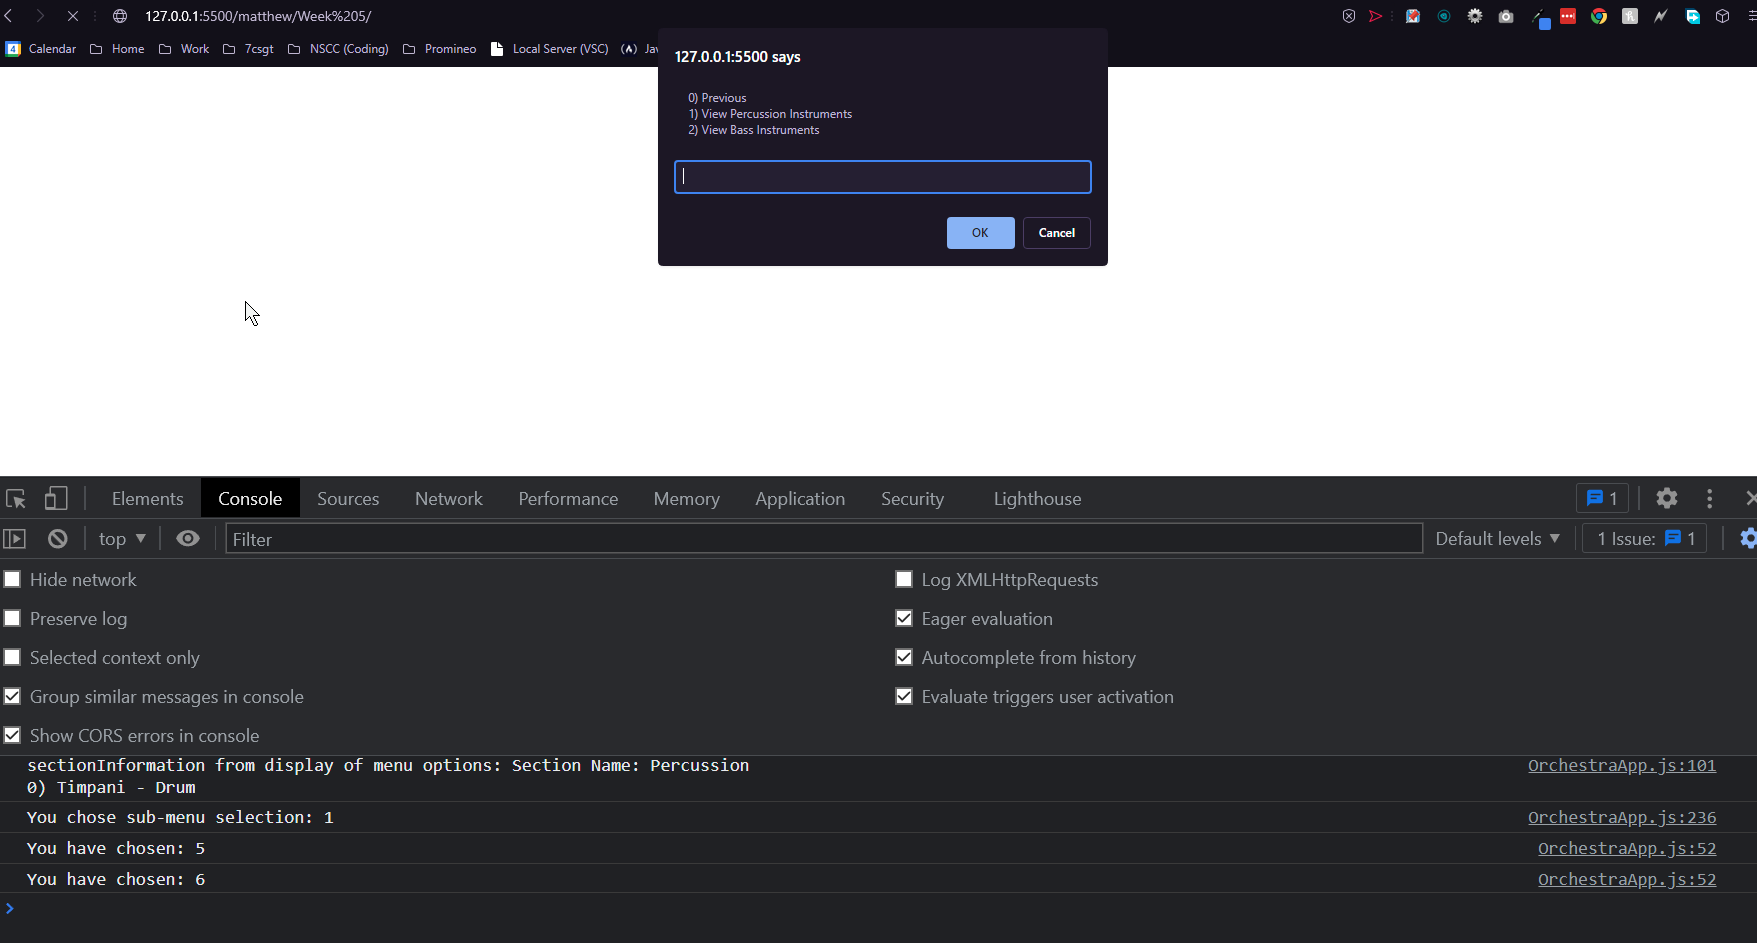 127.0.0.1:5500/matthew/Week%205/
4 Calendar Home Work 7csgt NSCC (Coding) Promineo Local Server (VSC) Jav
127.0.0.1:5500 says
0) Previous
1) View Percussion Instruments
2) View Bass Instruments
OK Cancel
Elements Console Sources Network Performance Memory Application Security Lighthouse 1
top Filter Default levels 1 Issue: 1
Hide network Log XMLHttpRequests
Preserve log Eager evaluation
Selected context only Autocomplete from history
Group similar messages in console Evaluate triggers user activation
Show CORS errors in console
sectionInformation from display of menu options: Section Name: Percussion OrchestraApp.js:101
0) Timpani - Drum
You chose sub-menu selection: 1 OrchestraApp.js:236
You have chosen: 5 OrchestraApp.js:52
You have chosen: 6 OrchestraApp.js:52